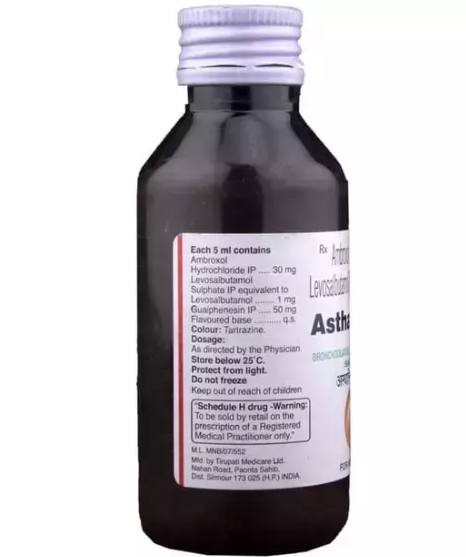 Each 5 ml contains
Ambroxol
Hydrochloride IP ..... 30 mg
Levosalbutamol
Sulphate IP equivalent to
Levosalbutamol ........ 1 mg
Guaiphenesin IP ..... 50 mg
Flavoured base ........... q.s.
Colour: Tartrazine.
Dosage:
As directed by the Physician.
Store below 25°C.
Protect from light.
Do not freeze
Keep out of reach of children
"Schedule H drug -Warning:
To be sold by retail on the
prescription of a Registered
Medical Practitioner only."
M.L. MNB/07/552
Mfd. by Tirupati Medicare Ltd.
Nahan Road, Paonta Sahib,
Dist. Sirmour 173 025 (H.P.) INDIA.
Rx Ambrox
Levosalbutam
Astha